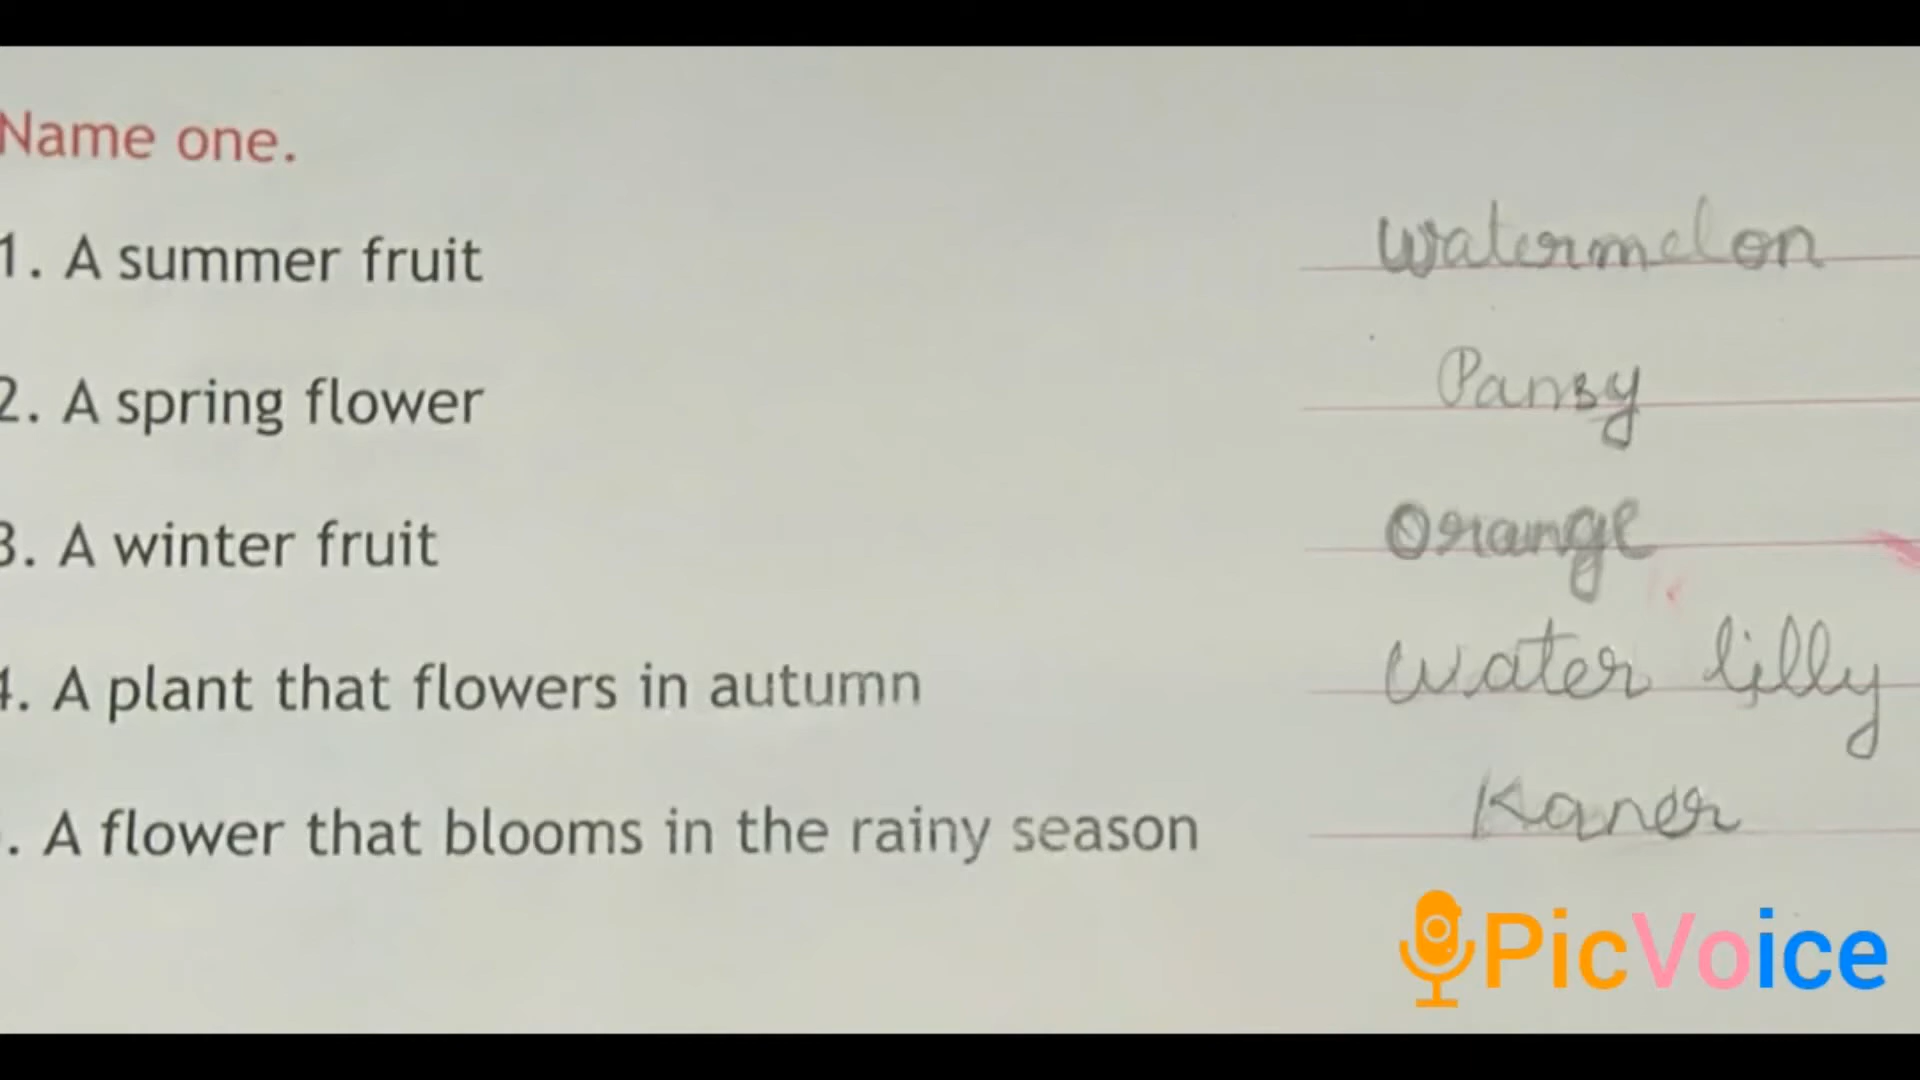 Name one.
1. A summer fruit watermelon
2. A spring flower Pansy
3. A winter fruit Orange
4. A plant that flowers in autumn water lilly
. A flower that blooms in the rainy season Kaner
PicVoice